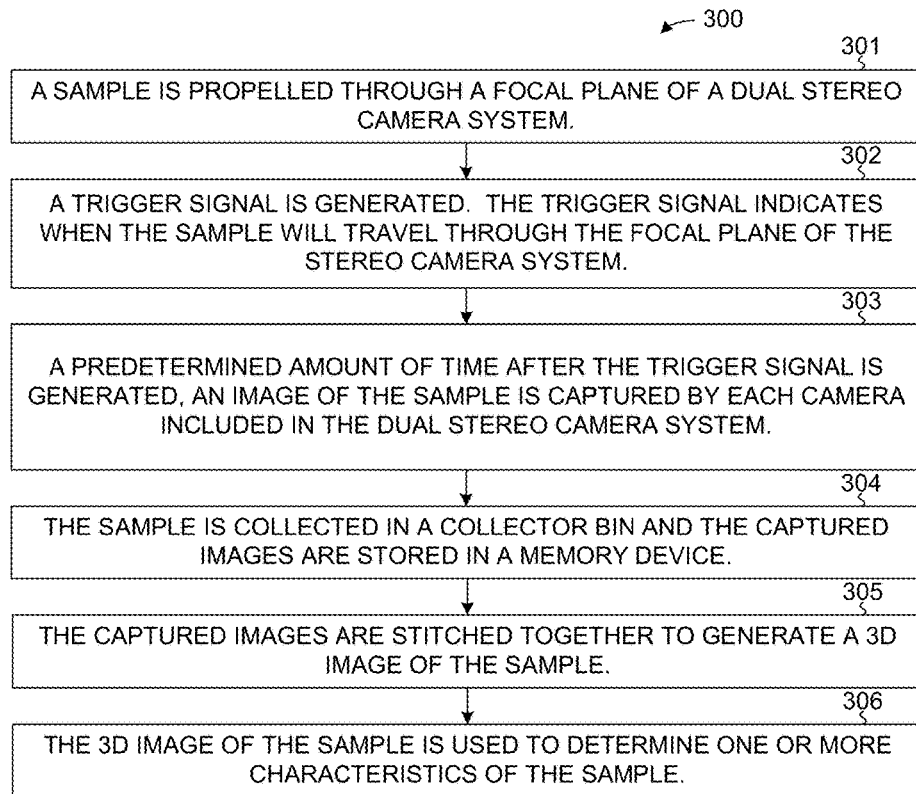 300
301
A SAMPLE IS PROPELLED THROUGH A FOCAL PLANE OF A DUAL STEREO
CAMERA SYSTEM.
302
A TRIGGER SIGNAL IS GENERATED. THE TRIGGER SIGNAL INDICATES
WHEN THE SAMPLE WILL TRAVEL THROUGH THE FOCAL PLANE OF THE
STEREO CAMERA SYSTEM.
303
A PREDETERMINED AMOUNT OF TIME AFTER THE TRIGGER SIGNAL IS
GENERATED, AN IMAGE OF THE SAMPLE IS CAPTURED BY EACH CAMERA
INCLUDED IN THE DUAL STEREO CAMERA SYSTEM.
304
THE SAMPLE IS COLLECTED IN A COLLECTOR BIN AND THE CAPTURED
IMAGES ARE STORED IN A MEMORY DEVICE.
305
THE CAPTURED IMAGES ARE STITCHED TOGETHER TO GENERATE A 3D
IMAGE OF THE SAMPLE.
306
THE 3D IMAGE OF THE SAMPLE IS USED TO DETERMINE ONE OR MORE
CHARACTERISTICS OF THE SAMPLE.